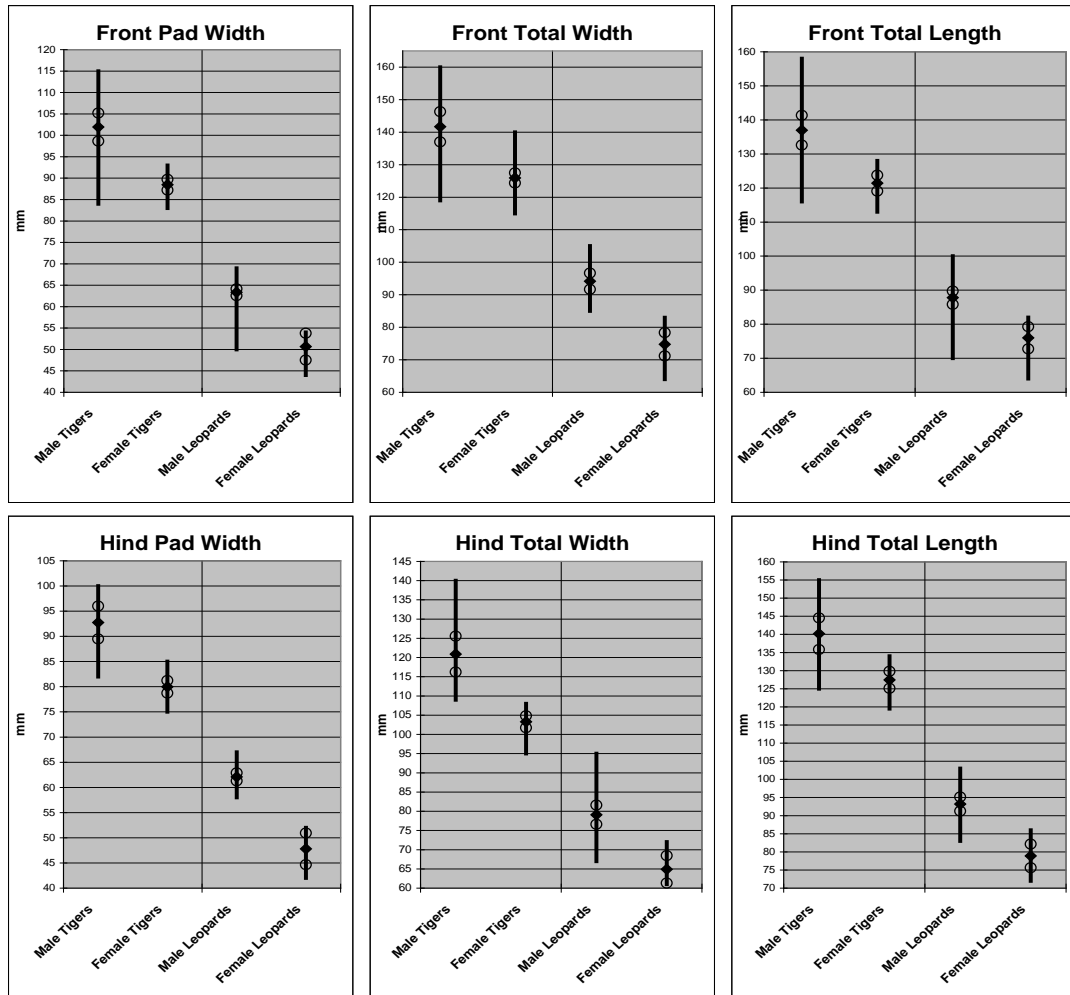 Front Pad Width
120
115
110
105
100
95
90
85
80
75
70
65
60
55
50
45
40
mm
Male Tigers
Female Tigers
Male Leopards
Female Leopards
Front Total Width
160
150
140
130
120
110
100
90
80
70
60
mm
Male Tigers
Female Tigers
Male Leopards
Female Leopards
Front Total Length
160
150
140
130
120
110
100
90
80
70
60
mm
Male Tigers
Female Tigers
Male Leopards
Female Leopards
Hind Pad Width
105
100
95
90
85
80
75
70
65
60
55
50
45
40
mm
Male Tigers
Female Tigers
Male Leopards
Female Leopards
Hind Total Width
145
140
135
130
125
120
115
110
105
100
95
90
85
80
75
70
65
60
mm
Male Tigers
Female Tigers
Male Leopards
Female Leopards
Hind Total Length
160
155
150
145
140
135
130
125
120
115
110
105
100
95
90
85
80
75
70
mm
Male Tigers
Female Tigers
Male Leopards
Female Leopards